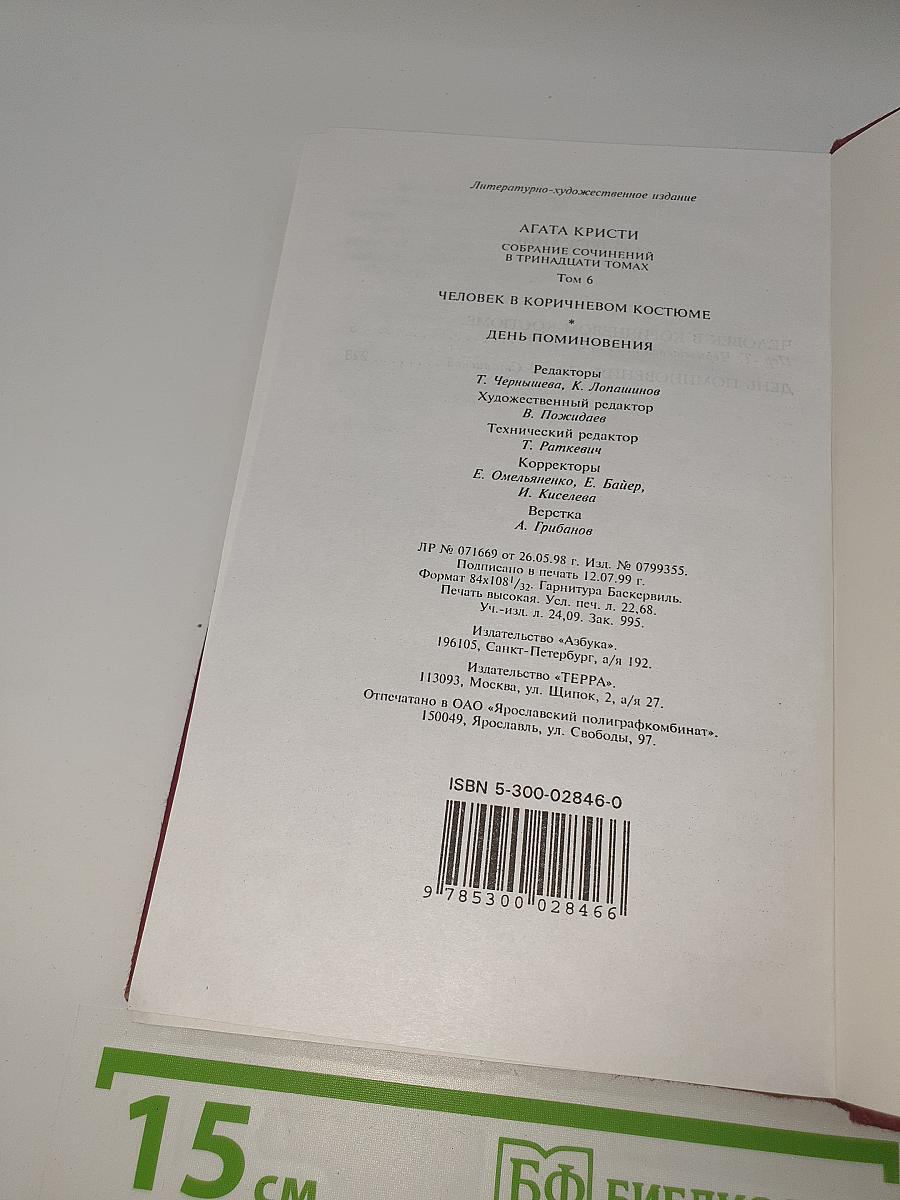 Литературно-художественное издание
АГАТА КРИСТИ
СОБРАНИЕ СОЧИНЕНИЙ
В ТРИНАДЦАТИ ТОМАХ
Том 6
ЧЕЛОВЕК В КОРИЧНЕВОМ КОСТЮМЕ
*
ДЕНЬ ПОМИНОВЕНИЯ
Редакторы
Т. Чернышева, К. Лопашинов
Художественный редактор
В. Пожидаев
Технический редактор
Т. Раткевич
Корректоры
Е. Омельяненко, Е. Байер,
И. Киселева
Верстка
А. Грибанов
ЛР № 071669 от 26.05.98 г. Изд. № 0799355.
Подписано в печать 12.07.99 г.
Формат 84х108 1/32. Гарнитура Баскервиль.
Печать высокая. Усл. печ. л. 22,68.
Уч.-изд. л. 24,09. Зак. 995.
Издательство «Азбука».
196105, Санкт-Петербург, а/я 192.
Издательство «ТЕРРА».
113093, Москва, ул. Щипок, 2, а/я 27.
Отпечатано в ОАО «Ярославский полиграфкомбинат».
150049, Ярославль, ул. Свободы, 97.
ISBN 5-300-02846-0
9 785300 028466
15 см
БФ